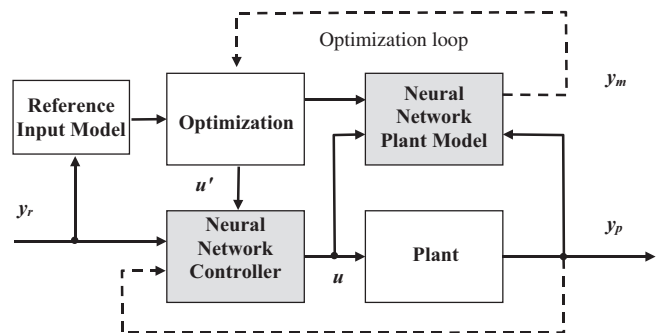 Optimization loop
y_m
Reference
Input Model
Optimization
Neural
Network
Plant Model
u'
y_r
Neural
Network
Controller
u
Plant
y_p